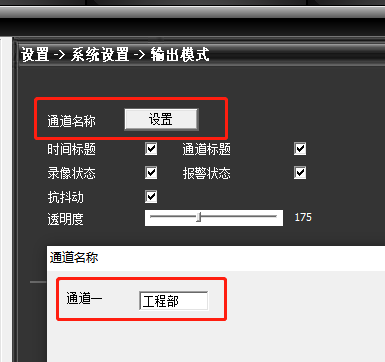 设置 -> 系统设置 -> 输出模式
通道名称 设置
时间标题 通道标题
录像状态 报警状态
抗抖动
透明度 175
通道名称
通道一 工程部